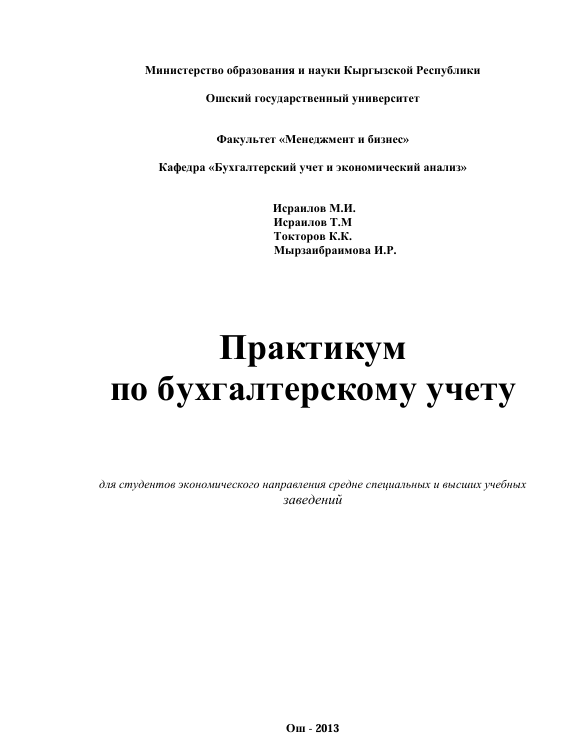 Министерство образования и науки Кыргызской Республики
Ошский государственный университет
Факультет «Менеджмент и бизнес»
Кафедра «Бухгалтерский учет и экономический анализ»
Исраилов М.И.
Исраилов Т.М
Токторов К.К.
Мырзаибраимова И.Р.
Практикум
по бухгалтерскому учету
для студентов экономического направления средне специальных и высших учебных
заведений
Ош - 2013